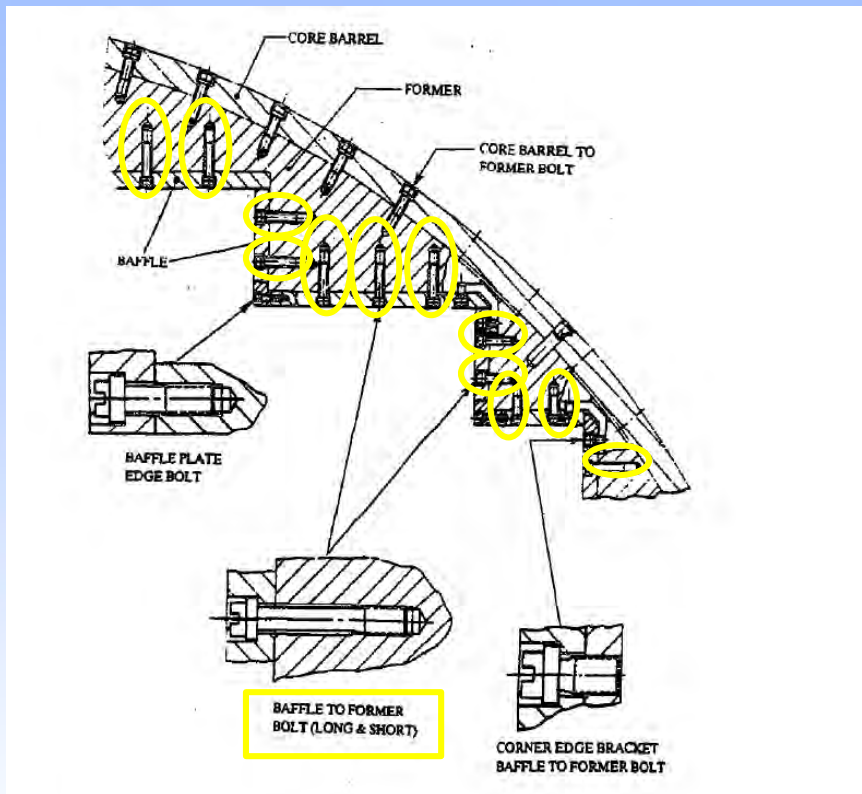 CORE BARREL
FORMER
CORE BARREL TO
FORMER BOLT
BAFFLE
BAFFLE PLATE
EDGE BOLT
BAFFLE TO FORMER
BOLT (LONG & SHORT)
CORNER EDGE BRACKET
BAFFLE TO FORMER BOLT